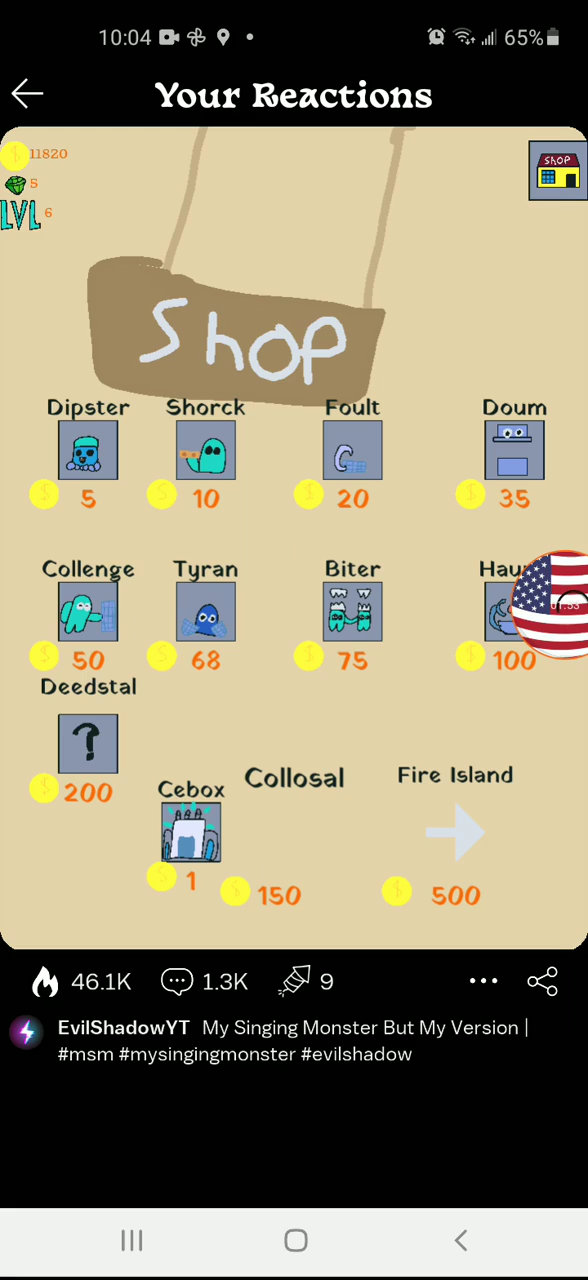 10:04
65%
Your Reactions
11820
SHOP
5
LVL 6
Shop
Dipster Shorck Foult Doum
5 10 20 35
Collenge Tyran Biter
50 68 75 100
Deedstal
?
200
Cebox Collosal Fire Island
1 150 500
46.1K 1.3K 9
EvilShadowYT My Singing Monster But My Version |
#msm #mysingingmonster #evilshadow